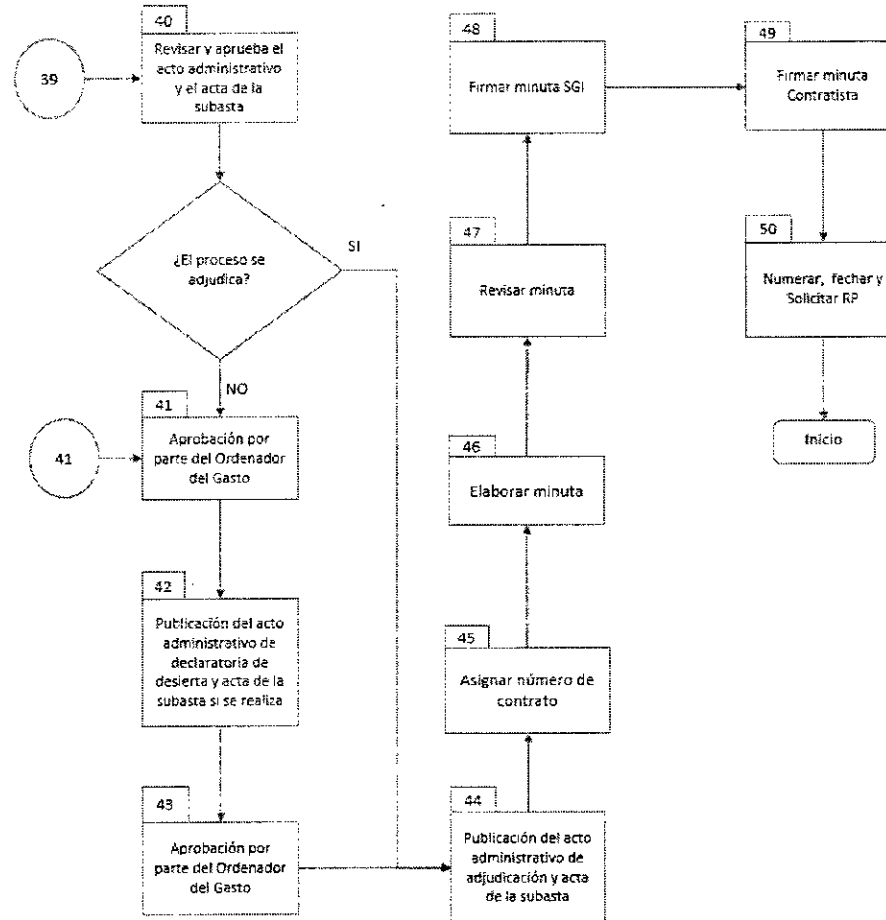 40
Revisar y aprueba el
acto administrativo
y el acta de la
subasta
39
¿El proceso se
adjudica?
SI
NO
41
Aprobación por
parte del Ordenador
del Gasto
41
42
Publicación del acto
administrativo de
declaratoria de
desierta y acta de la
subasta si se realiza
43
Aprobación por
parte del Ordenador
del Gasto
44
Publicación del acto
administrativo de
adjudicación y acta
de la subasta
45
Asignar número de
contrato
46
Elaborar minuta
47
Revisar minuta
48
Firmar minuta SGI
49
Firmar minuta
Contratista
50
Numerar, fechar y
Solicitar RP
Inicio